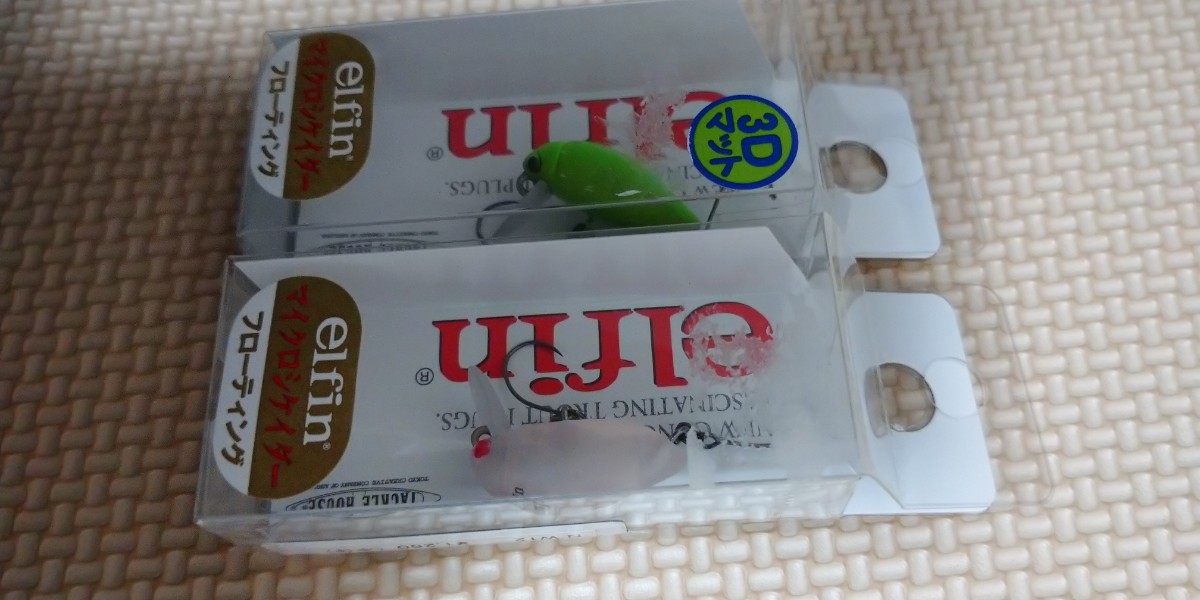 elfin®
マイクロシケイダー
フローティング
elfin®
3D
マット
PLUGS.
elfin®
マイクロシケイダー
フローティング
elfin®
SCINATING TROUT
TACKLE HOUSE